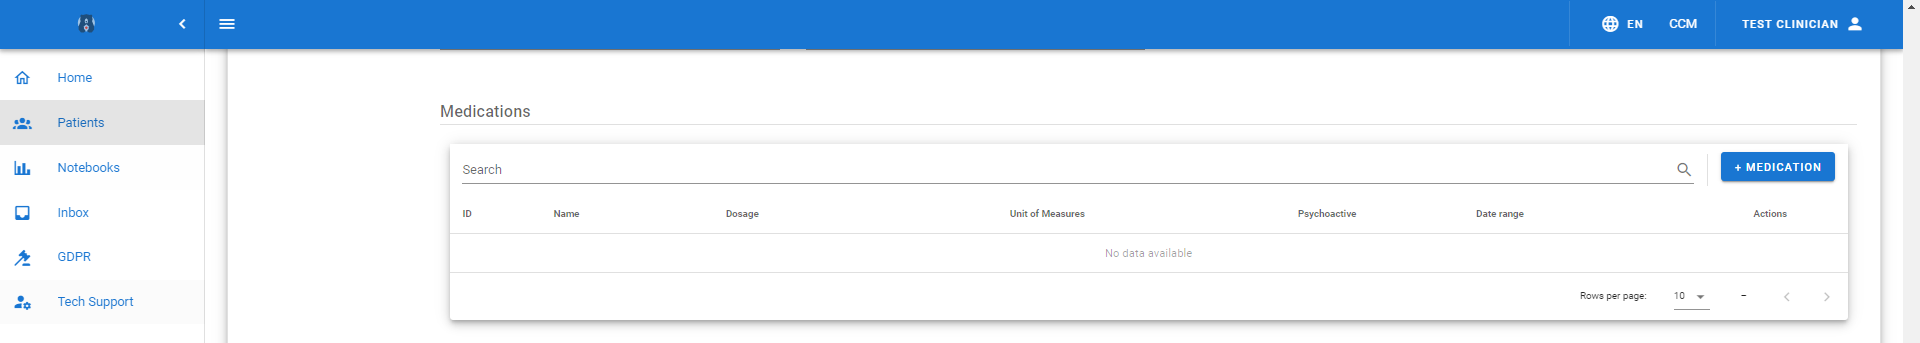 EN CCM TEST CLINICIAN
Home
Patients
Notebooks
Inbox
GDPR
Tech Support
Medications
Search
+ MEDICATION
ID Name Dosage Unit of Measures Psychoactive Date range Actions
No data available
Rows per page: 10 –